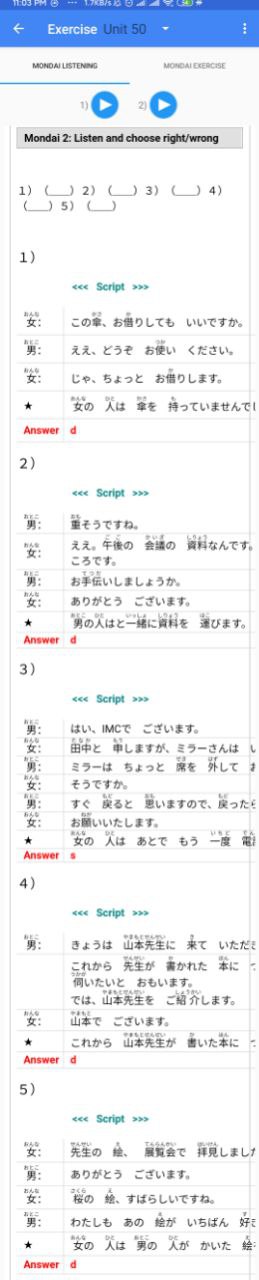 11:03 PM ... 1.7KB/s
Exercise Unit 50
MONDAI LISTENING MONDAI EXERCISE
1) 2)
Mondai 2: Listen and choose right/wrong
1) (___) 2) (___) 3) (___) 4)
(___) 5) (___)
1)
<<< Script >>>
女: この傘、お借りしても いいですか。
男: ええ、どうぞ お使い ください。
女: じゃ、ちょっと お借りします。
★ 女の 人は 傘を 持っていませんでし
Answer d
2)
<<< Script >>>
男: 重そうですね。
女: ええ。午後の 会議の 資料なんです。
ころです。
男: お手伝いしましょうか。
女: ありがとう ございます。
★ 男の人はと一緒に資料を 運びます。
Answer d
3)
<<< Script >>>
男: はい、IMCで ございます。
女: 田中と 申しますが、ミラーさんは い
男: ミラーは ちょっと 席を 外して お
女: そうですか。
男: すぐ 戻ると 思いますので、戻ったら
女: お願いいたします。
★ 女の 人は あとで もう 一度 電話
Answer s
4)
<<< Script >>>
男: きょうは 山本先生に 来て いただき
これから 先生が 書かれた 本に つ
伺いたいと おもいます。
では、山本先生を ご紹介します。
女: 山本で ございます。
★ これから 山本先生が 書いた本に つ
Answer d
5)
<<< Script >>>
女: 先生の 絵、 展覧会で 拝見しました
男: ありがとう ございます。
女: 桜の 絵、すばらしいですね。
男: わたしも あの 絵が いちばん 好き
★ 女の 人は 男の 人が かいた 絵
Answer d